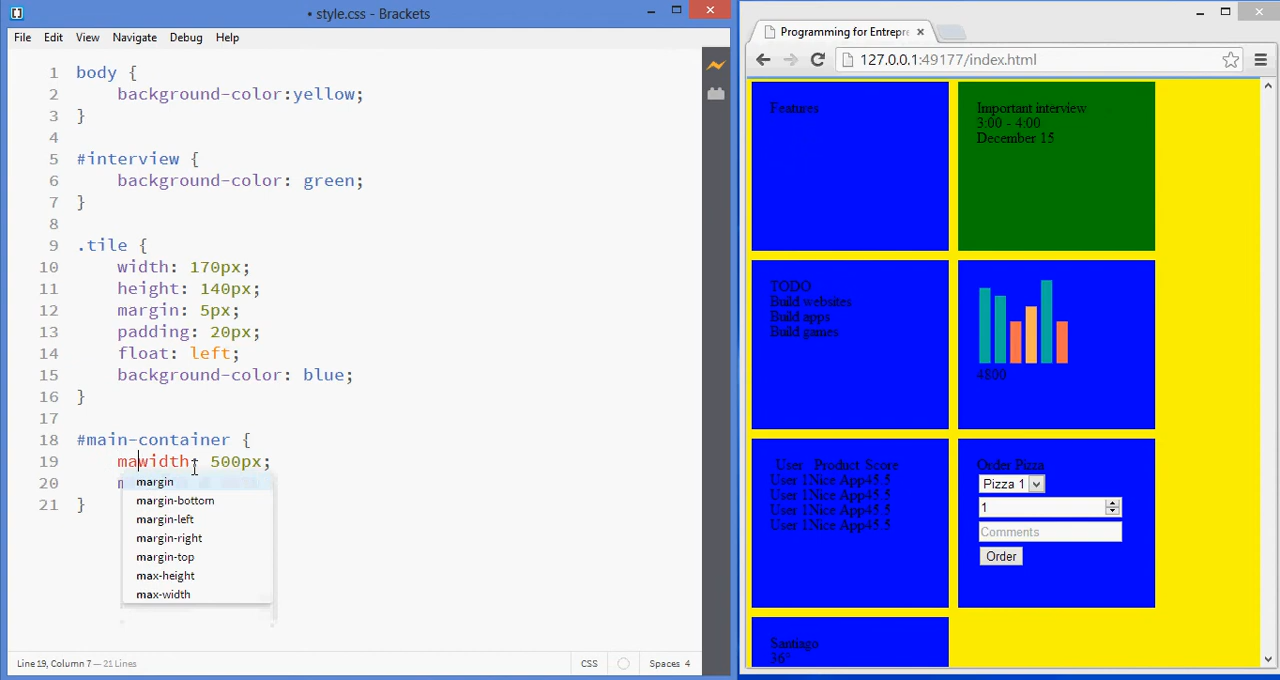 • style.css - Brackets
File Edit View Navigate Debug Help
1 body {
2 background-color:yellow;
3 }
4
5 #interview {
6 background-color: green;
7 }
8
9 .tile {
10 width: 170px;
11 height: 140px;
12 margin: 5px;
13 padding: 20px;
14 float: left;
15 background-color: blue;
16 }
17
18 #main-container {
19 mawidth: 500px;
20
21 }
margin
margin-bottom
margin-left
margin-right
margin-top
max-height
max-width
Line 19, Column 7 — 21 Lines
CSS
Spaces 4
Programming for Entrepre
127.0.0.1:49177/index.html
Features
Important interview
3:00 - 4:00
December 15
TODO
Build websites
Build apps
Build games
4800
User Product Score
User 1Nice App45.5
User 1Nice App45.5
User 1Nice App45.5
User 1Nice App45.5
Order Pizza
Pizza 1
1
Comments
Order
Santiago
36°